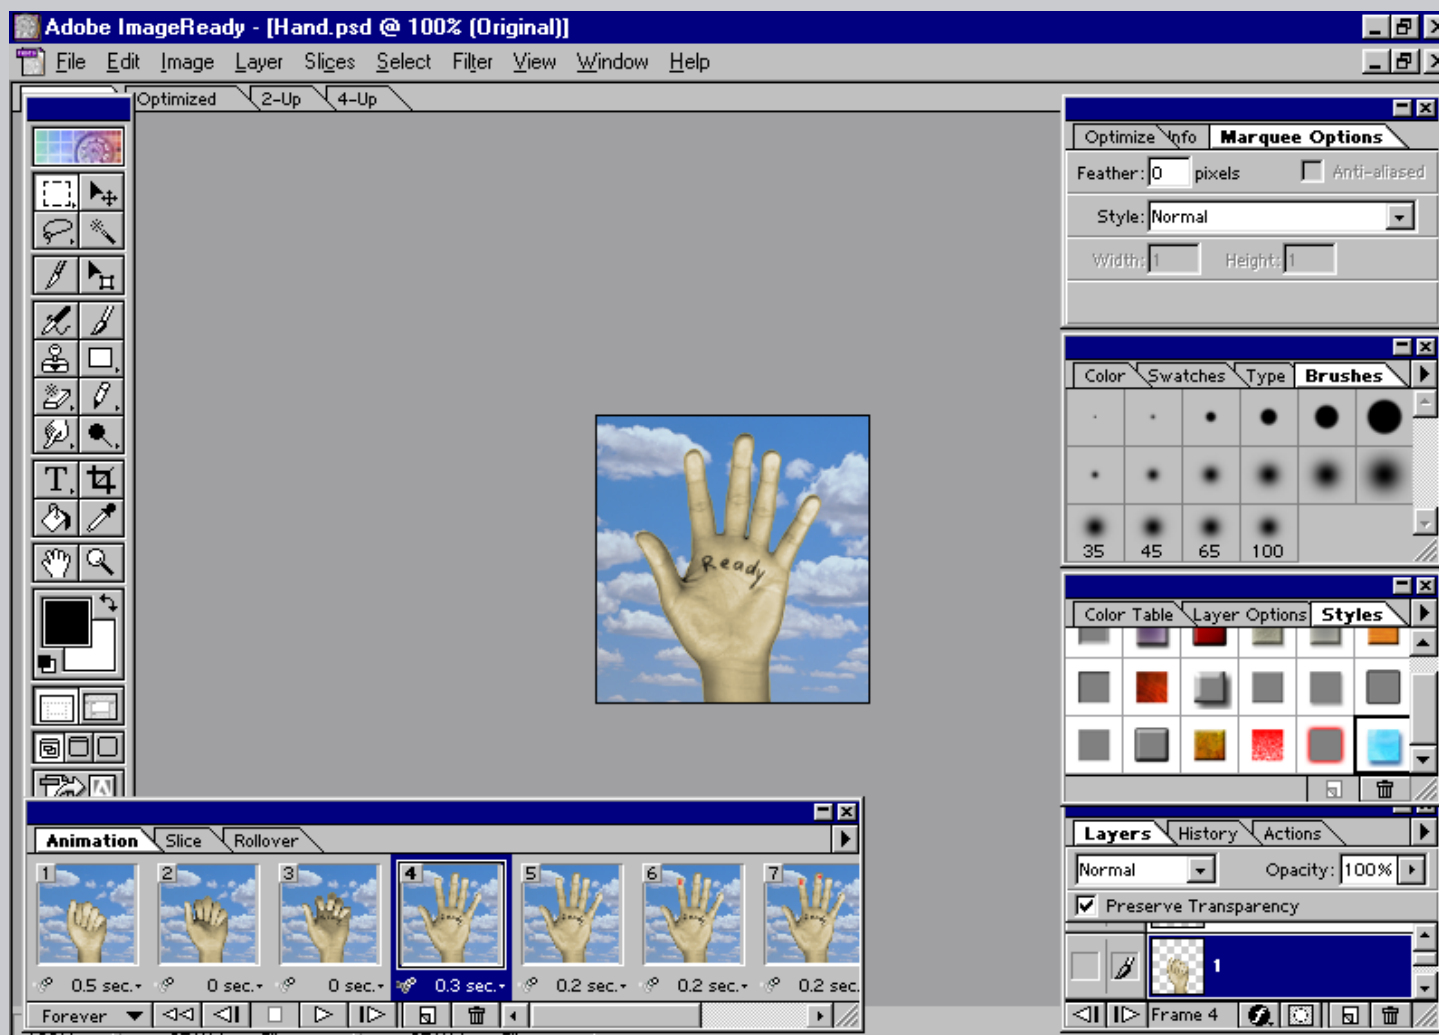 Adobe ImageReady - [Hand.psd @ 100% (Original)]
File Edit Image Layer Slices Select Filter View Window Help
Optimized 2-Up 4-Up
Optimize Info Marquee Options
Feather: 0 pixels Anti-aliased
Style: Normal
Width: 1 Height: 1
Color Swatches Type Brushes
35 45 65 100
Ready
Color Table Layer Options Styles
Animation Slice Rollover
1 2 3 4 5 6 7
0.5 sec. 0 sec. 0 sec. 0.3 sec. 0.2 sec. 0.2 sec. 0.2 sec.
Forever
Layers History Actions
Normal Opacity: 100%
Preserve Transparency
1
Frame 4